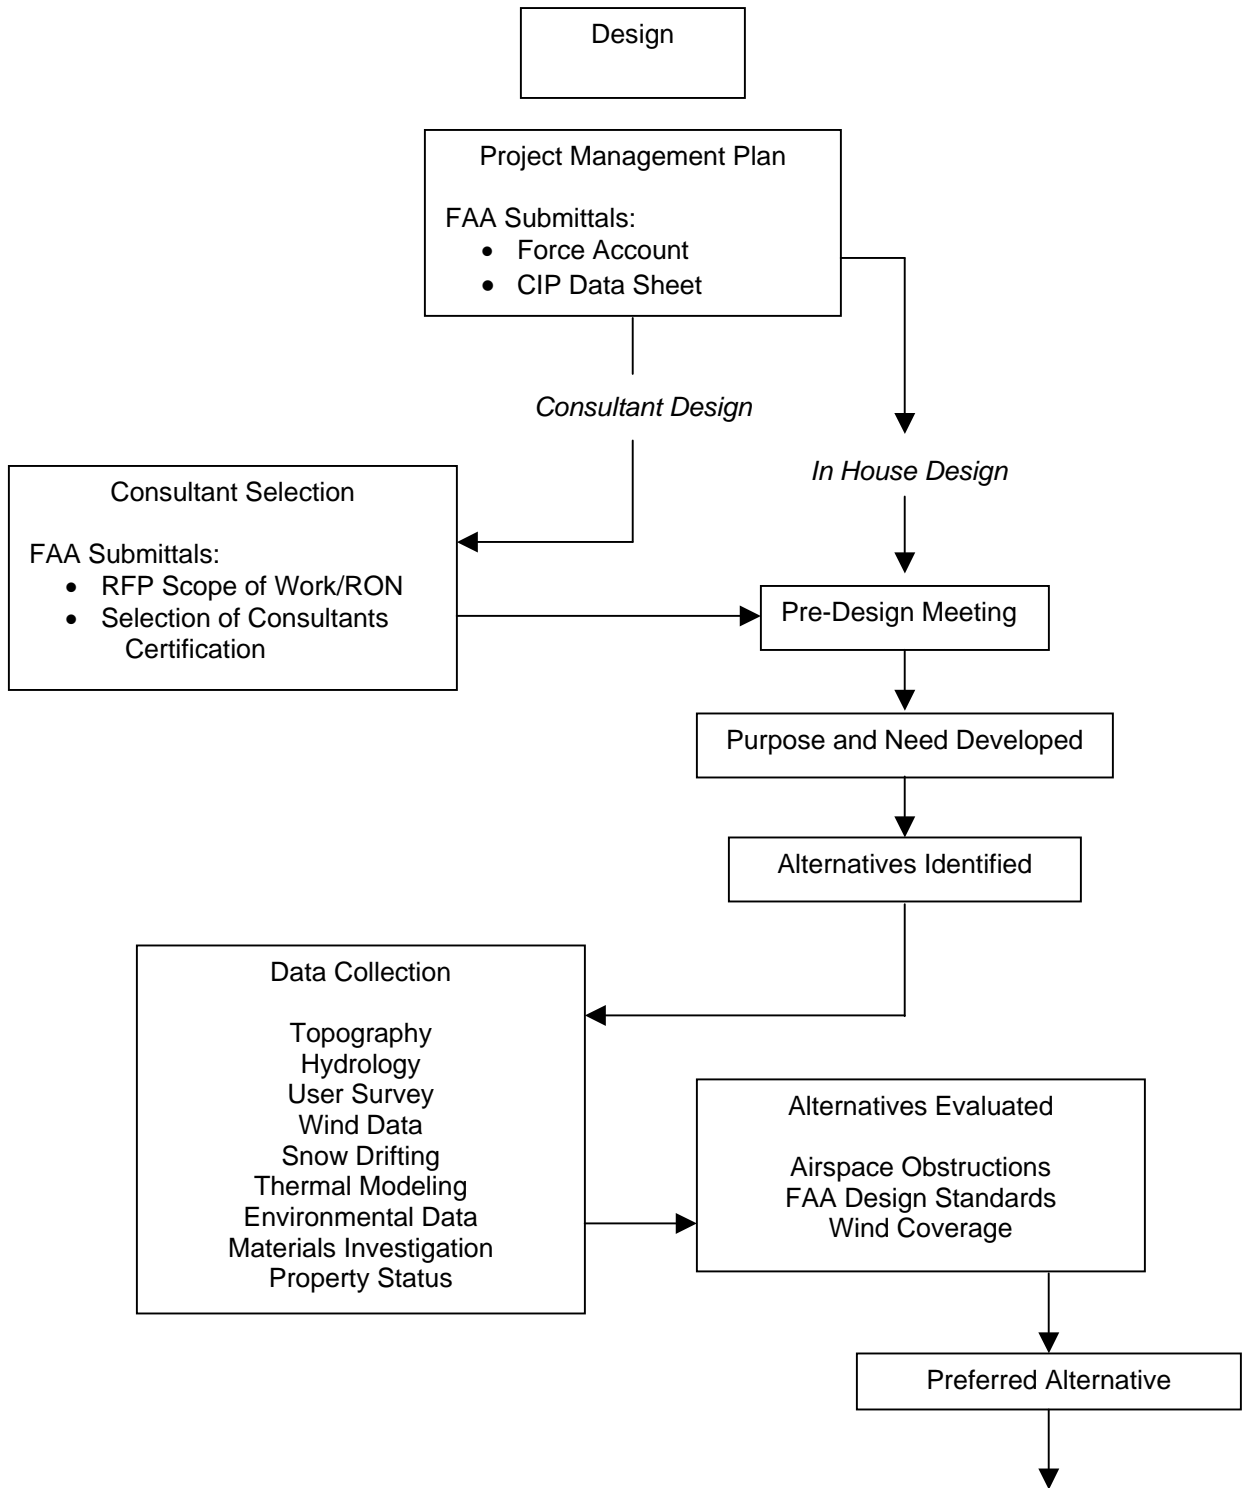 Design
Project Management Plan
FAA Submittals:
• Force Account
• CIP Data Sheet
Consultant Design
In House Design
Consultant Selection
FAA Submittals:
• RFP Scope of Work/RON
• Selection of Consultants
Certification
Pre-Design Meeting
Purpose and Need Developed
Alternatives Identified
Data Collection
Topography
Hydrology
User Survey
Wind Data
Snow Drifting
Thermal Modeling
Environmental Data
Materials Investigation
Property Status
Alternatives Evaluated
Airspace Obstructions
FAA Design Standards
Wind Coverage
Preferred Alternative